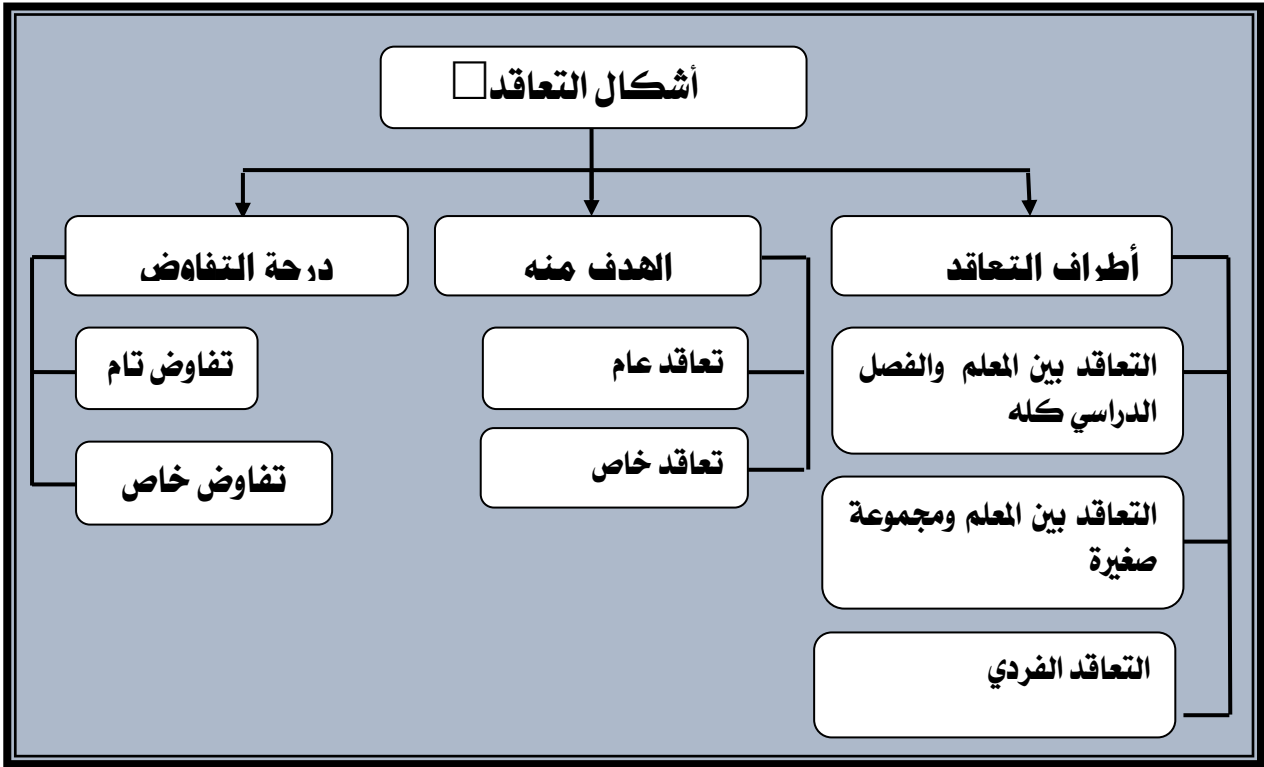 أشكال التعاقد
أطراف التعاقد
التعاقد بين المعلم والفصل
الدراسي كله
التعاقد بين المعلم ومجموعة
صغيرة
التعاقد الفردي
الهدف منه
تعاقد عام
تعاقد خاص
درجة التفاوض
تفاوض تام
تفاوض خاص